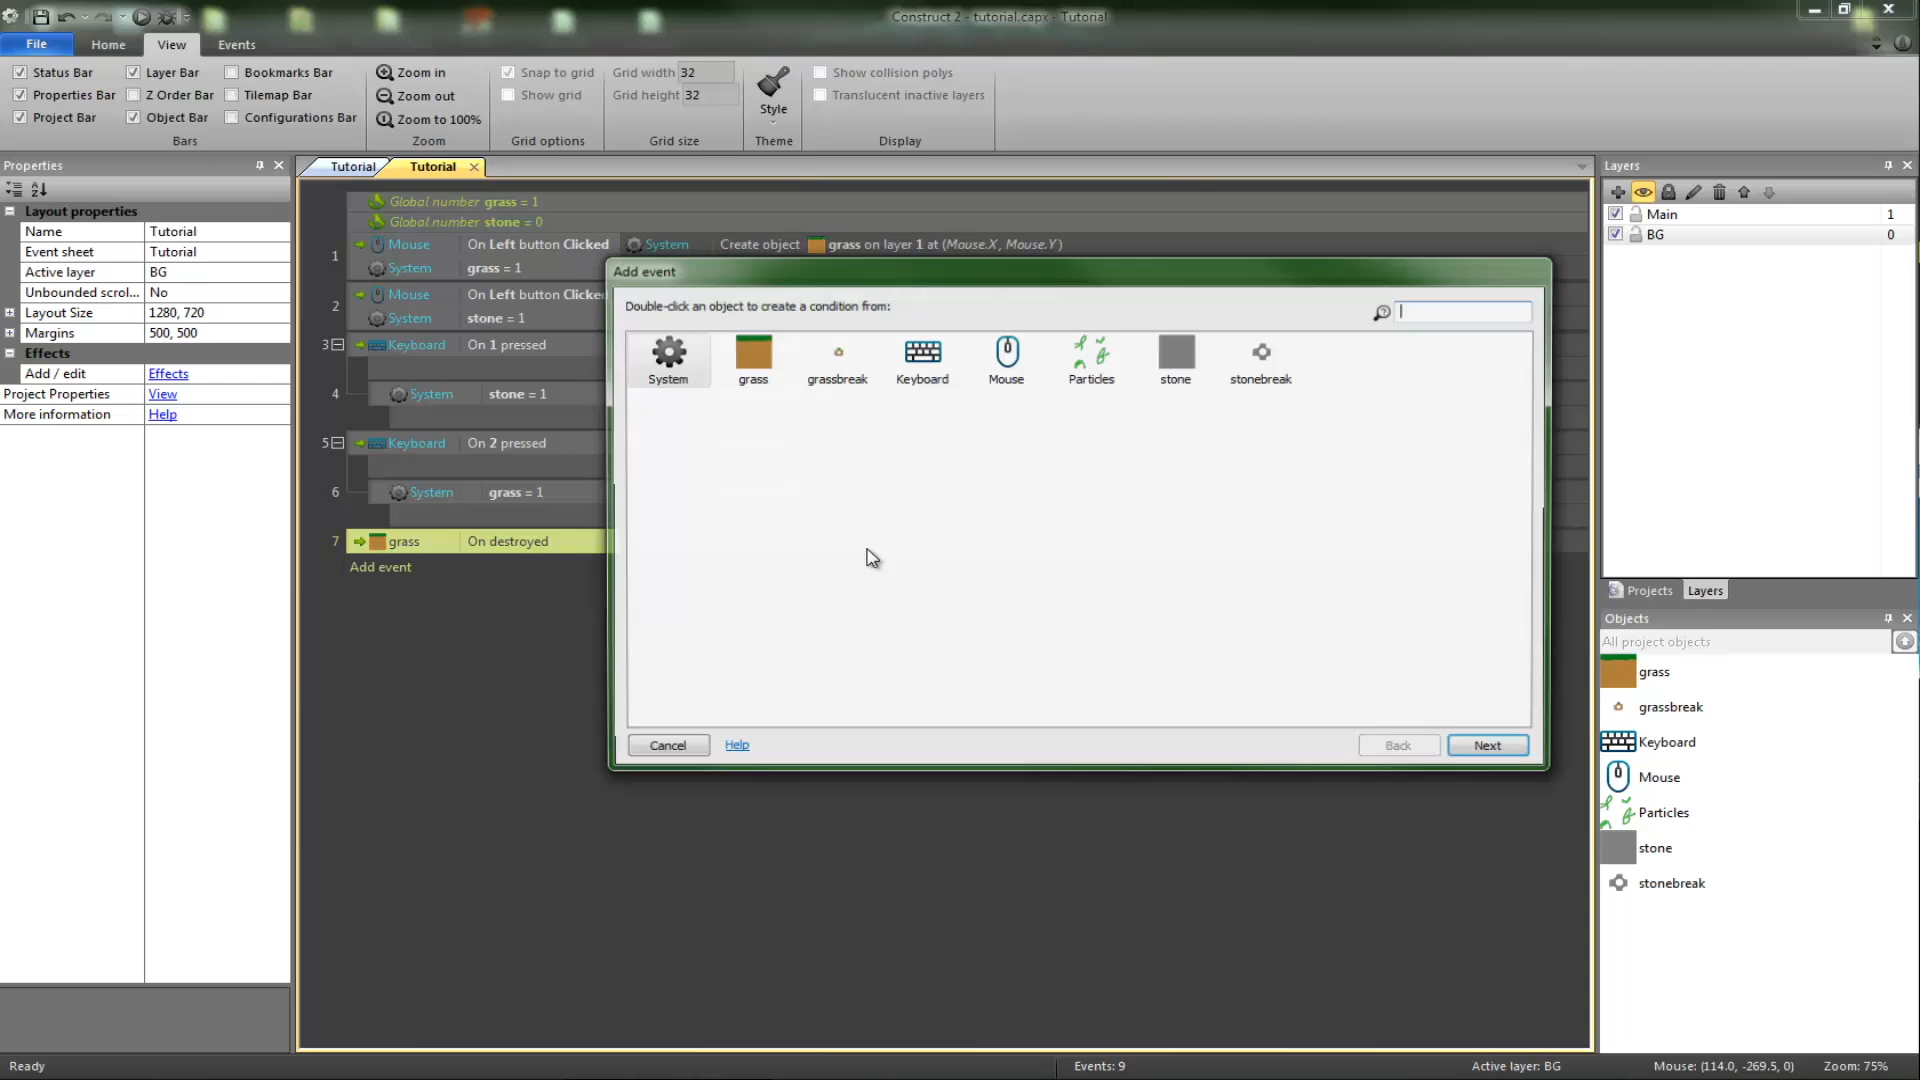 Construct 2 - tutorial.capx - Tutorial
File Home View Events
Status Bar Layer Bar Bookmarks Bar Zoom in Snap to grid Grid width 32 Show collision polys
Properties Bar Z Order Bar Tilemap Bar Zoom out Show grid Grid height 32 Style Translucent inactive layers
Project Bar Object Bar Configurations Bar Zoom to 100%
Bars Zoom Grid options Grid size Theme Display
Properties
Layout properties
Name Tutorial
Event sheet Tutorial
Active layer BG
Unbounded scrol... No
Layout Size 1280, 720
Margins 500, 500
Effects
Add / edit Effects
Project Properties View
More information Help
Tutorial Tutorial
Global number grass = 1
Global number stone = 0
1 Mouse On Left button Clicked System Create object grass on layer 1 at (Mouse.X, Mouse.Y)
System grass = 1
2 Mouse On Left button Clicked
System stone = 1
3 Keyboard On 1 pressed
4 System stone = 1
5 Keyboard On 2 pressed
6 System grass = 1
7 grass On destroyed
Add event
Add event
Double-click an object to create a condition from:
System grass grassbreak Keyboard Mouse Particles stone stonebreak
Cancel Help Back Next
Layers
Main 1
BG 0
Projects Layers
Objects
All project objects
grass
grassbreak
Keyboard
Mouse
Particles
stone
stonebreak
Ready Events: 9 Active layer: BG Mouse: (114.0, -269.5, 0) Zoom: 75%